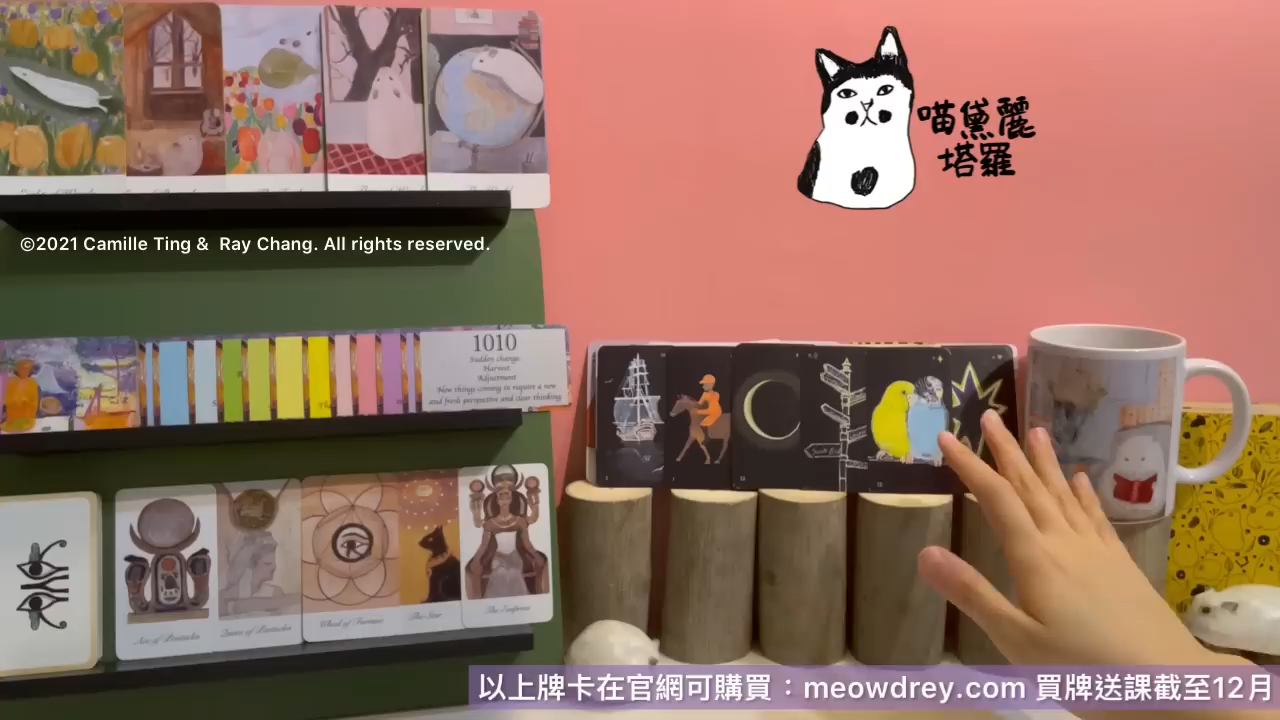 喵黛麗
塔羅
©2021 Camille Ting & Ray Chang. All rights reserved.
1010
Sudden change
Harvest
Adjustment
New things coming to require a new
and fresh perspective and clear thinking.
Ace of Pentacles
Queen of Pentacles
Wheel of Fortune
The Star
The Empress
以上牌卡在官網可購買：meowdrey.com 買牌送課截至12月